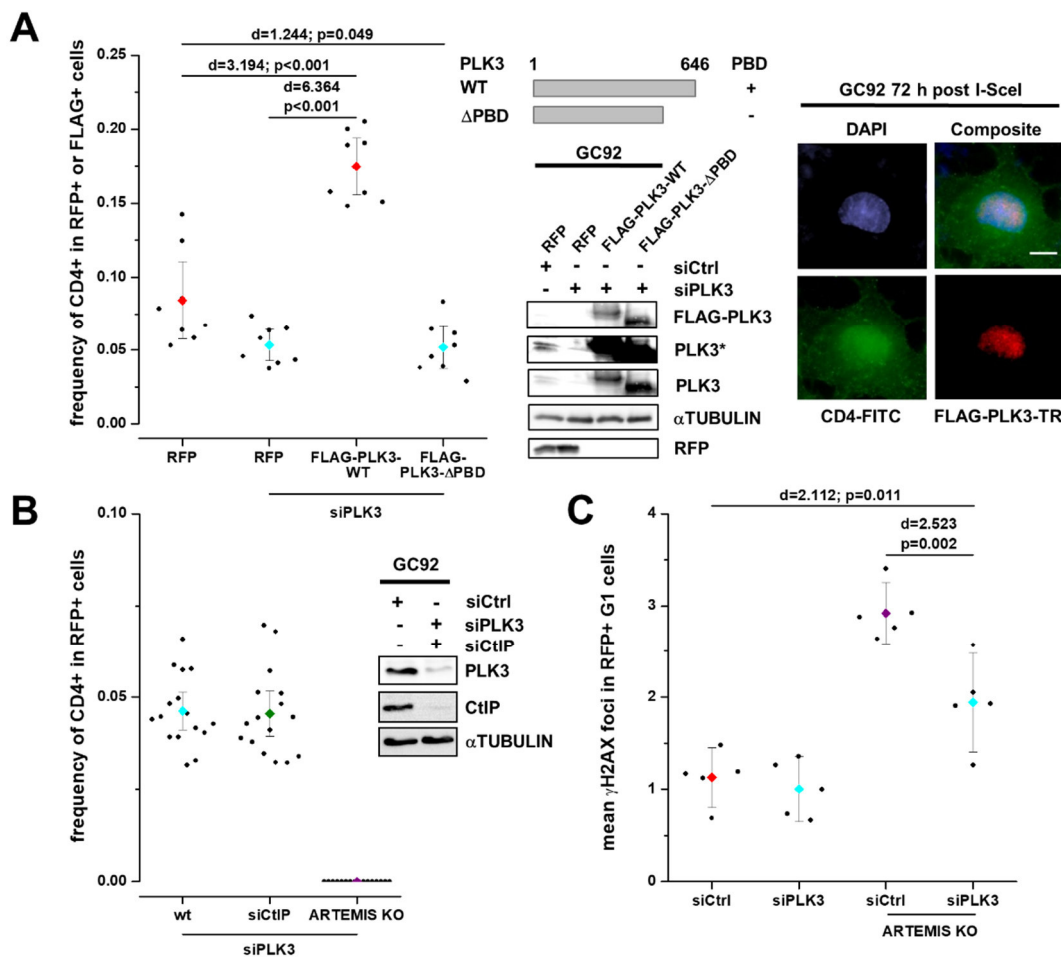 A
d=1.244; p=0.049
d=3.194; p<0.001
d=6.364
p<0.001
frequency of CD4+ in RFP+ or FLAG+ cells
0.25
0.20
0.15
0.10
0.05
0.00
RFP
RFP
FLAG-PLK3-
WT
FLAG-
PLK3-ΔPBD
siPLK3
PLK3 1 646 PBD
WT +
ΔPBD -
GC92
RFP
RFP
FLAG-PLK3-WT
FLAG-PLK3-ΔPBD
+ - - - siCtrl
- + + + siPLK3
FLAG-PLK3
PLK3*
PLK3
αTUBULIN
RFP
GC92 72 h post I-SceI
DAPI Composite
CD4-FITC FLAG-PLK3-TR
B
frequency of CD4+ in RFP+ cells
0.10
0.05
0.00
wt siCtIP ARTEMIS KO
siPLK3
GC92
+ - siCtrl
- + siPLK3
- + siCtIP
PLK3
CtIP
αTUBULIN
C
d=2.112; p=0.011
d=2.523
p=0.002
mean γH2AX foci in RFP+ G1 cells
4
3
2
1
0
siCtrl siPLK3 siCtrl siPLK3
ARTEMIS KO